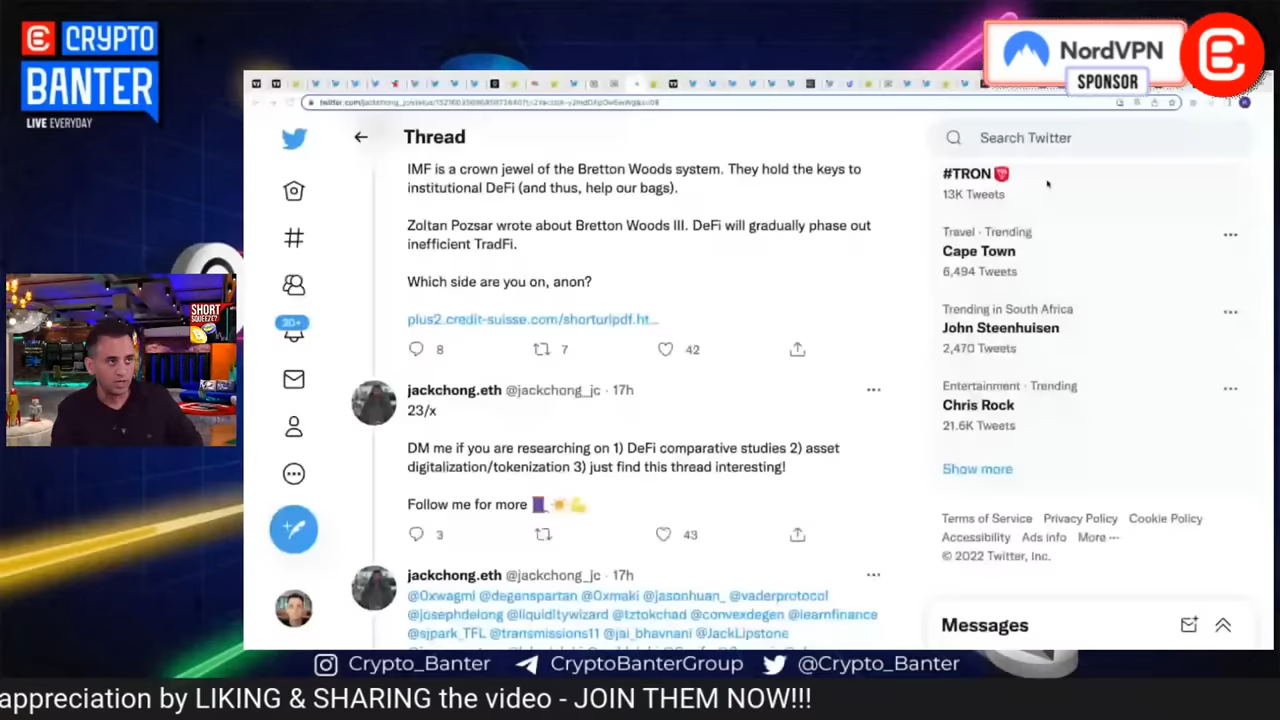 CRYPTO
BANTER
LIVE EVERYDAY
NordVPN
SPONSOR
Thread
Search Twitter
IMF is a crown jewel of the Bretton Woods system. They hold the keys to
institutional DeFi (and thus, help our bags).
Zoltan Pozsar wrote about Bretton Woods III. DeFi will gradually phase out
inefficient TradFi.
Which side are you on, anon?
plus2.credit-suisse.com/shorturlpdf.ht...
8 7 42
jackchong.eth @jackchong_jc · 17h
23/x
DM me if you are researching on 1) DeFi comparative studies 2) asset
digitalization/tokenization 3) just find this thread interesting!
Follow me for more
3 43
jackchong.eth @jackchong_jc · 17h
@0xwagmi @degenspartan @0xmaki @jasonhuan_ @vaderprotocol
@josephdelong @liquiditywizard @tztokchad @convexdegen @learnfinance
@sjpark_TFL @transmissions11 @jai_bhavnani @JackLipstone
20+
#TRON
13K Tweets
Travel · Trending
Cape Town
6,494 Tweets
Trending in South Africa
John Steenhuisen
2,470 Tweets
Entertainment · Trending
Chris Rock
21.6K Tweets
Show more
Terms of Service Privacy Policy Cookie Policy
Accessibility Ads info More ···
© 2022 Twitter, Inc.
Messages
SHORT
SQUEEZE?
Crypto_Banter CryptoBanterGroup @Crypto_Banter
appreciation by LIKING & SHARING the video - JOIN THEM NOW!!!